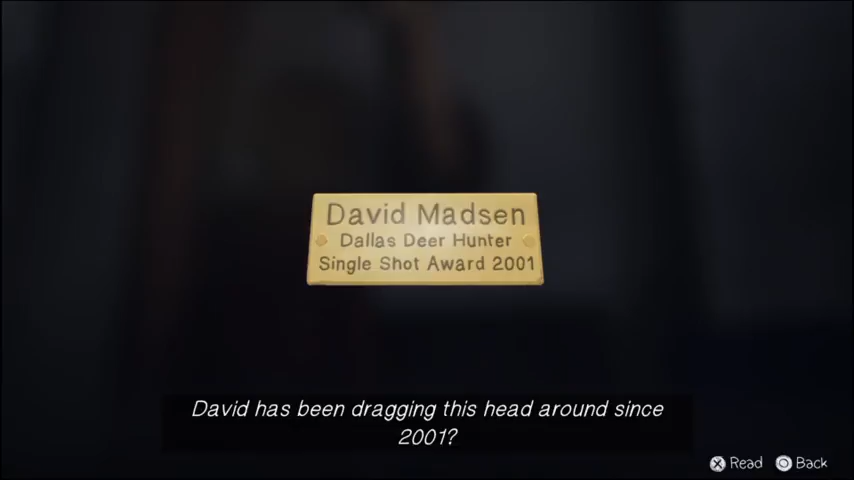 David Madsen
Dallas Deer Hunter
Single Shot Award 2001
David has been dragging this head around since
2001?
Read Back